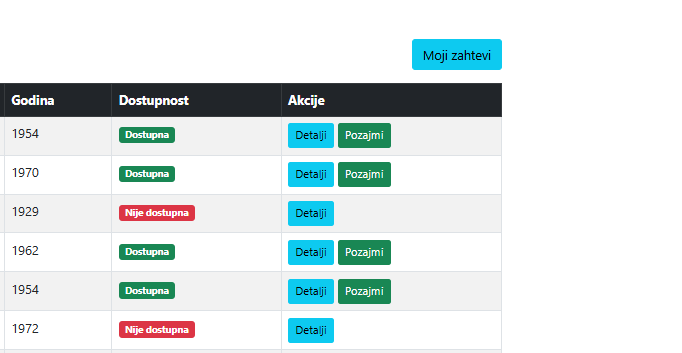 Moji zahtevi
Godina Dostupnost Akcije
1954 Dostupna Detalji Pozajmi
1970 Dostupna Detalji Pozajmi
1929 Nije dostupna Detalji
1962 Dostupna Detalji Pozajmi
1954 Dostupna Detalji Pozajmi
1972 Nije dostupna Detalji